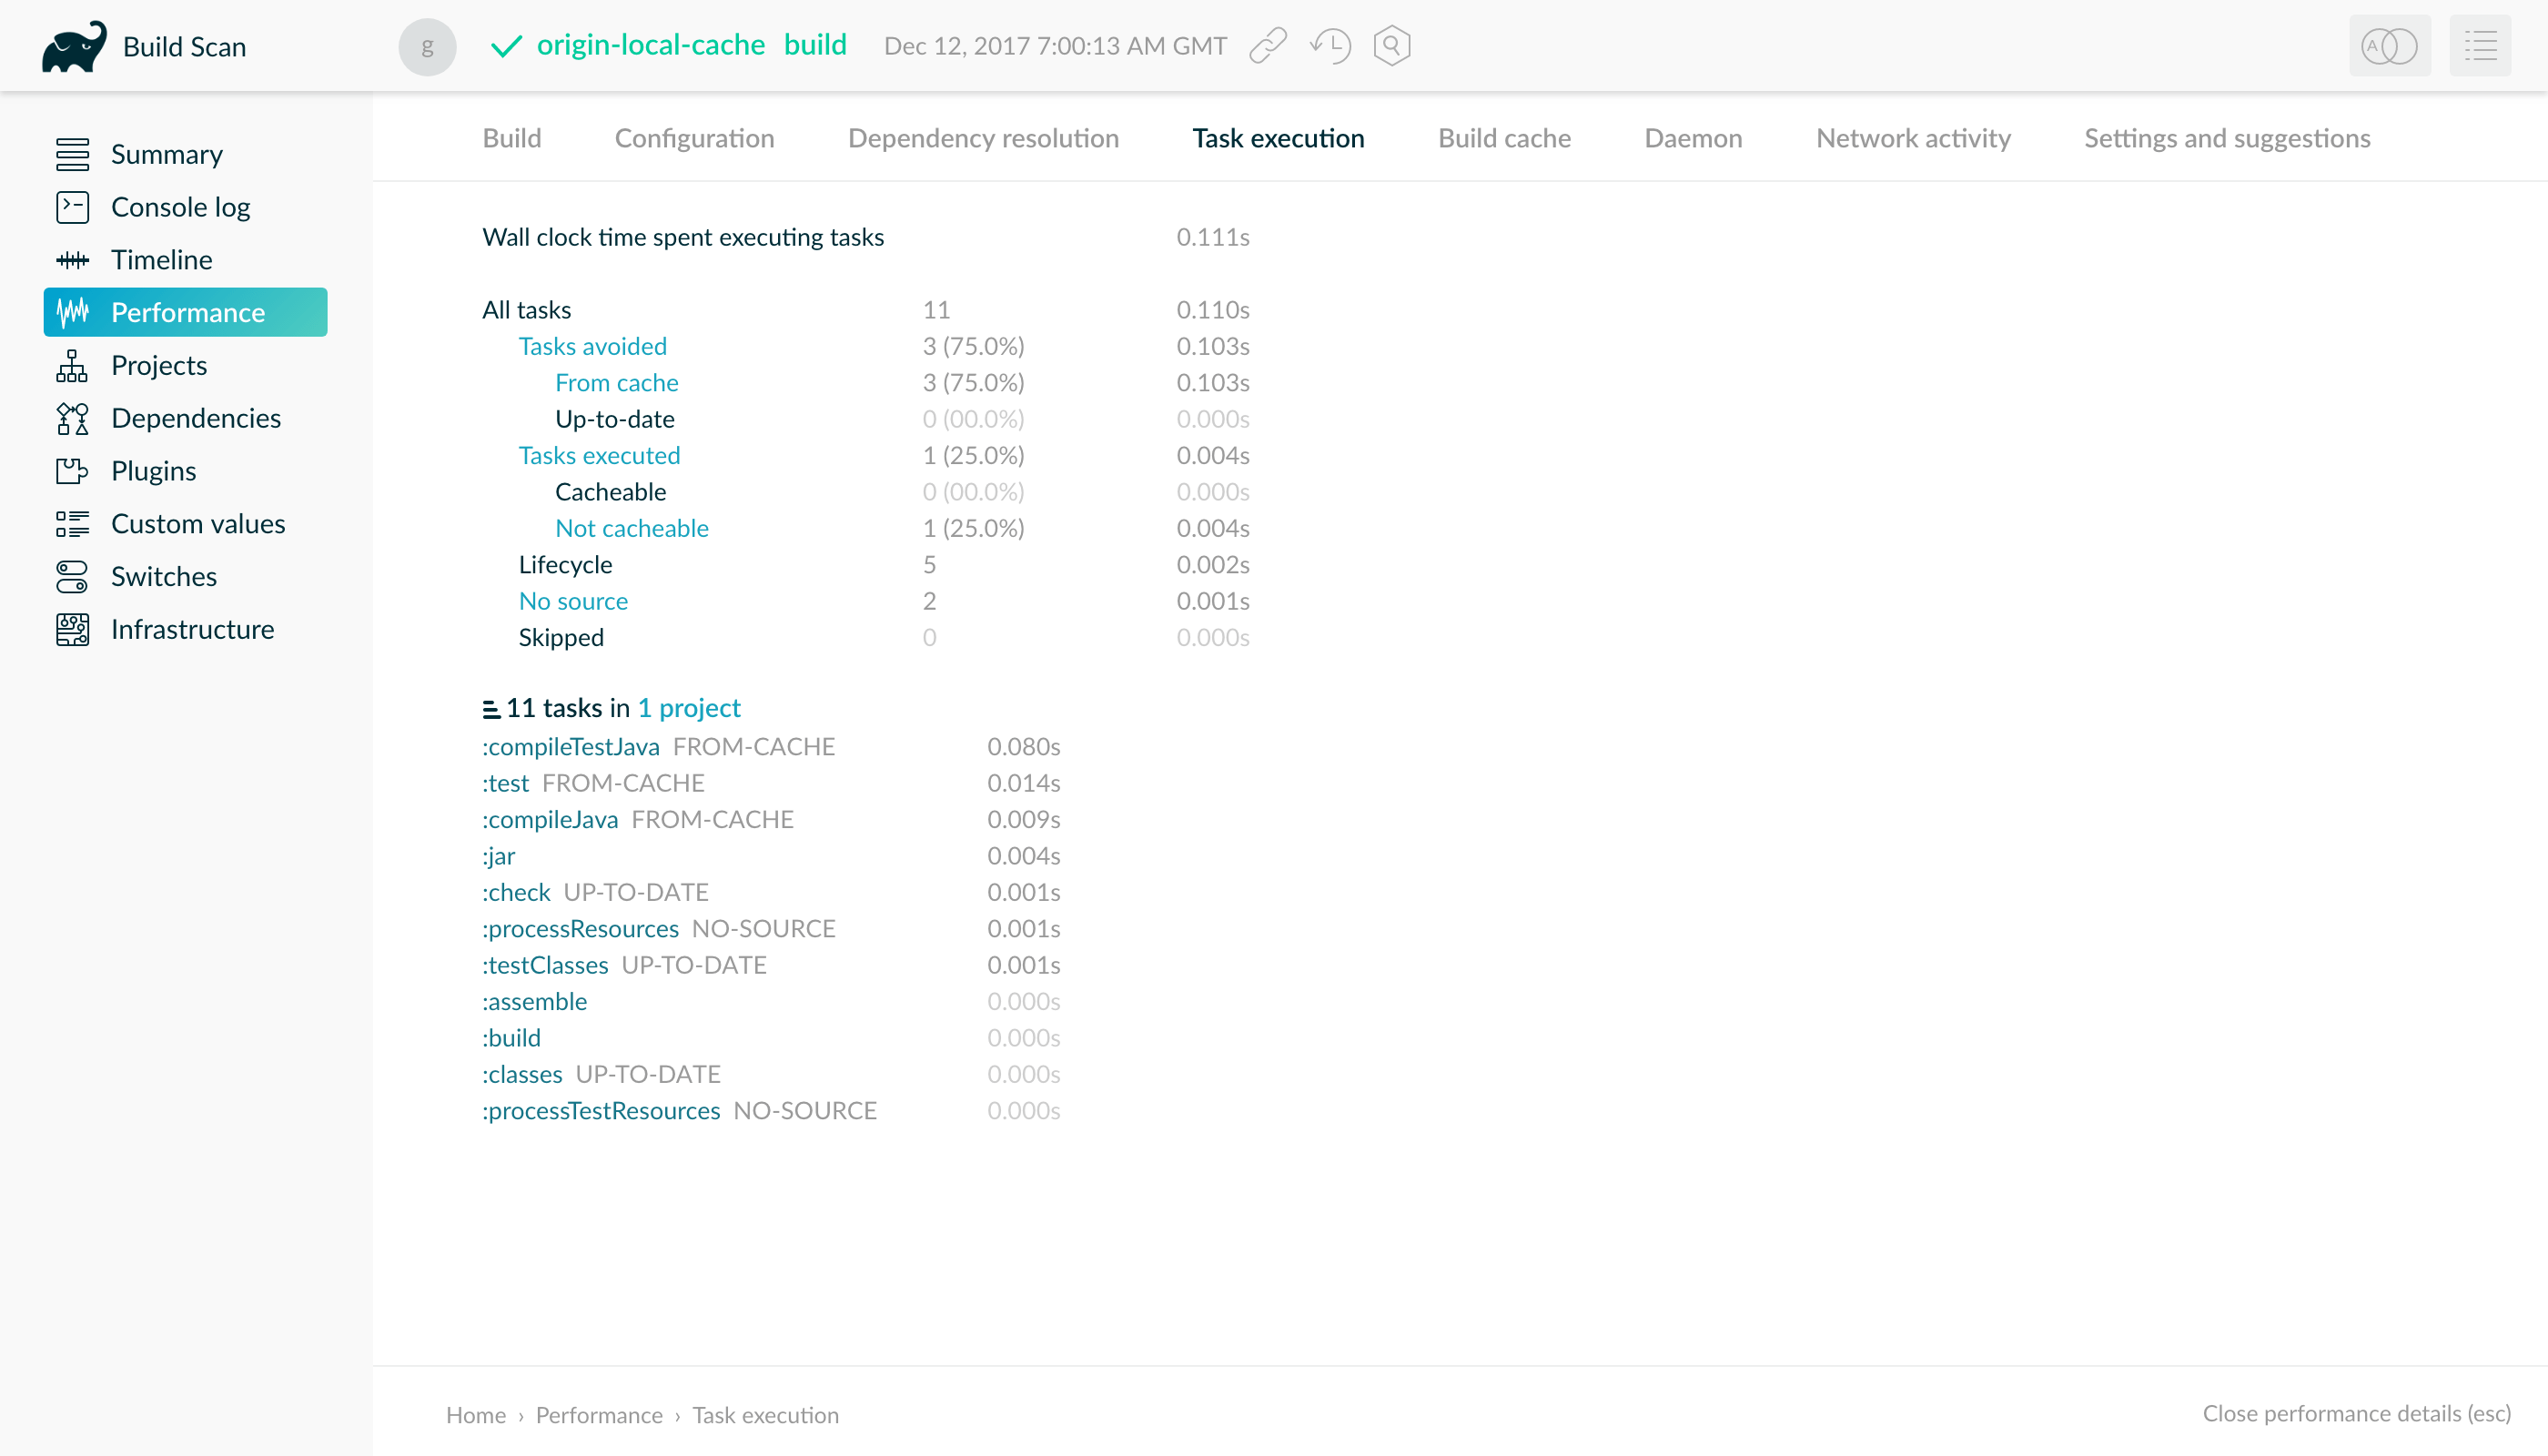 Build Scan
g origin-local-cache build Dec 12, 2017 7:00:13 AM GMT
A
Summary
Console log
Timeline
Performance
Projects
Dependencies
Plugins
Custom values
Switches
Infrastructure
Build Configuration Dependency resolution Task execution Build cache Daemon Network activity Settings and suggestions
Wall clock time spent executing tasks 0.111s
All tasks 11 0.110s
Tasks avoided 3 (75.0%) 0.103s
From cache 3 (75.0%) 0.103s
Up-to-date 0 (00.0%) 0.000s
Tasks executed 1 (25.0%) 0.004s
Cacheable 0 (00.0%) 0.000s
Not cacheable 1 (25.0%) 0.004s
Lifecycle 5 0.002s
No source 2 0.001s
Skipped 0 0.000s
11 tasks in 1 project
:compileTestJava FROM-CACHE 0.080s
:test FROM-CACHE 0.014s
:compileJava FROM-CACHE 0.009s
:jar 0.004s
:check UP-TO-DATE 0.001s
:processResources NO-SOURCE 0.001s
:testClasses UP-TO-DATE 0.001s
:assemble 0.000s
:build 0.000s
:classes UP-TO-DATE 0.000s
:processTestResources NO-SOURCE 0.000s
Home › Performance › Task execution
Close performance details (esc)